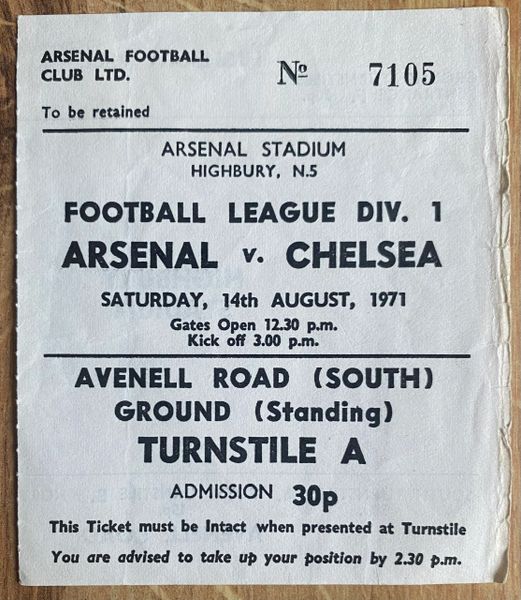 ARSENAL FOOTBALL
CLUB LTD.
Nº 7105
To be retained
ARSENAL STADIUM
HIGHBURY, N.5
FOOTBALL LEAGUE DIV. 1
ARSENAL v. CHELSEA
SATURDAY, 14th AUGUST, 1971
Gates Open 12.30 p.m.
Kick off 3.00 p.m.
AVENELL ROAD (SOUTH)
GROUND (Standing)
TURNSTILE A
ADMISSION 30p
This Ticket must be Intact when presented at Turnstile
You are advised to take up your position by 2.30 p.m.